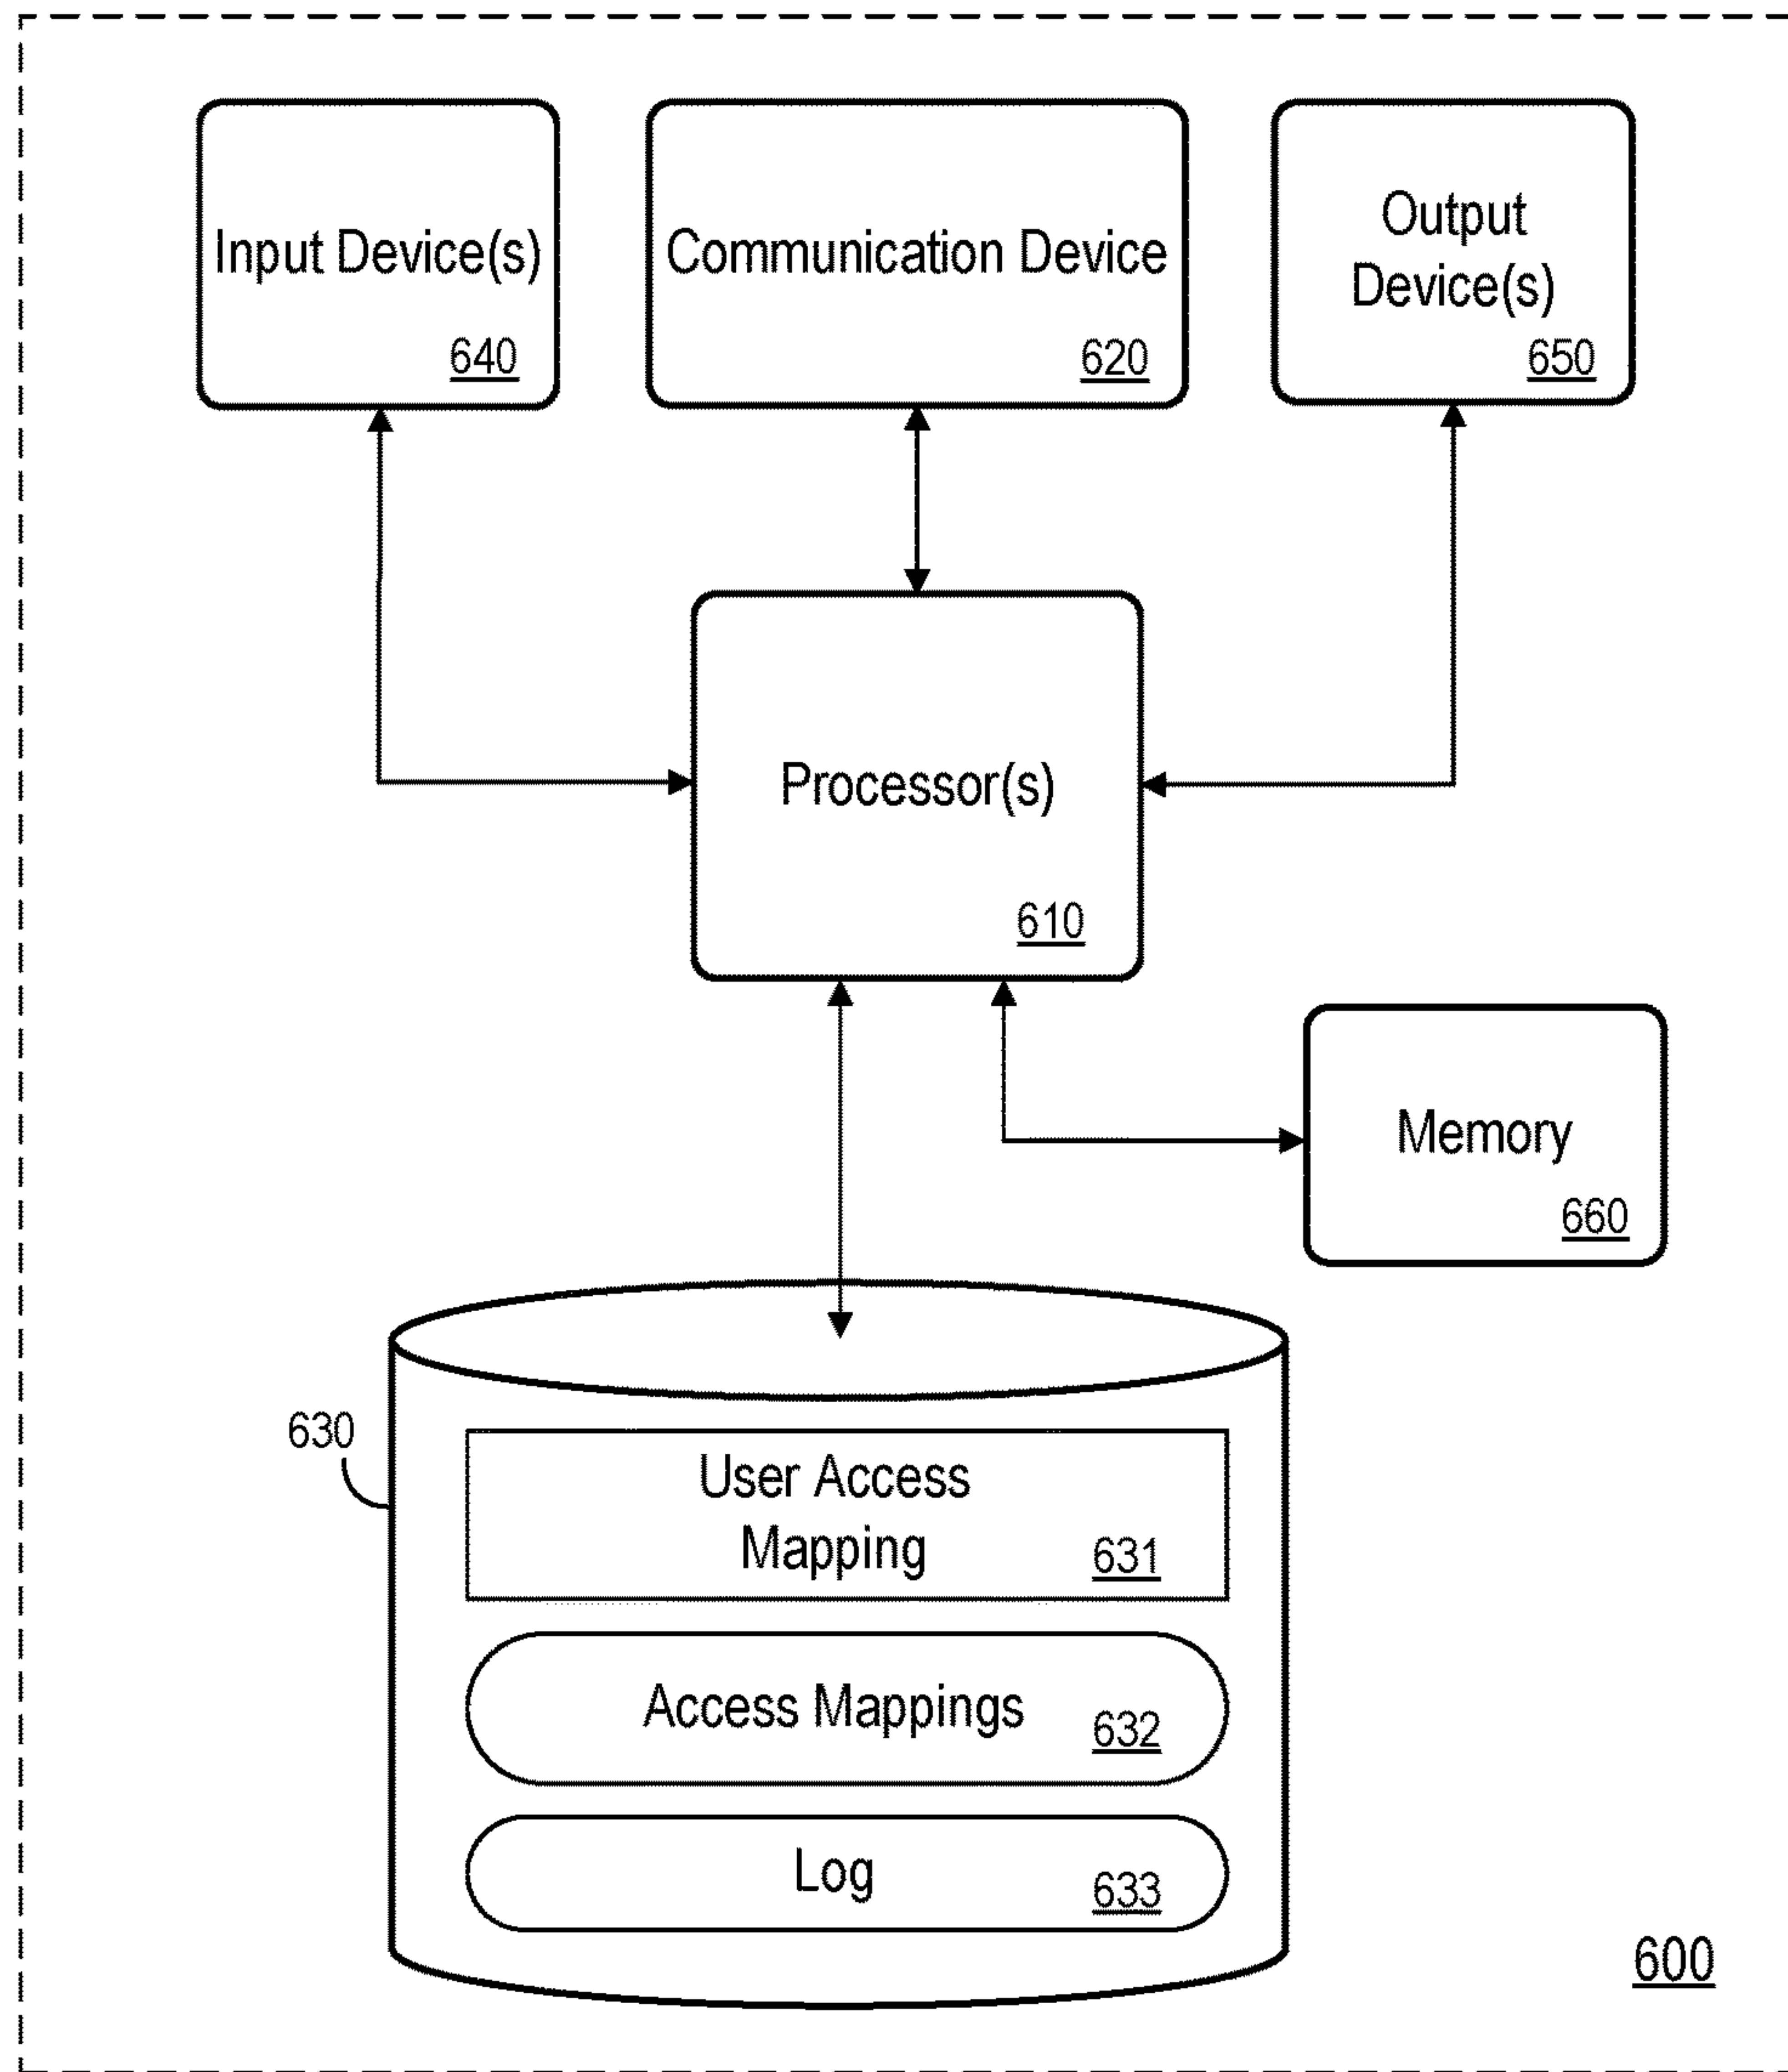 Input Device(s)
640
Communication Device
620
Output
Device(s)
650
Processor(s)
610
Memory
660
630
User Access
Mapping
631
Access Mappings
632
Log
633
600